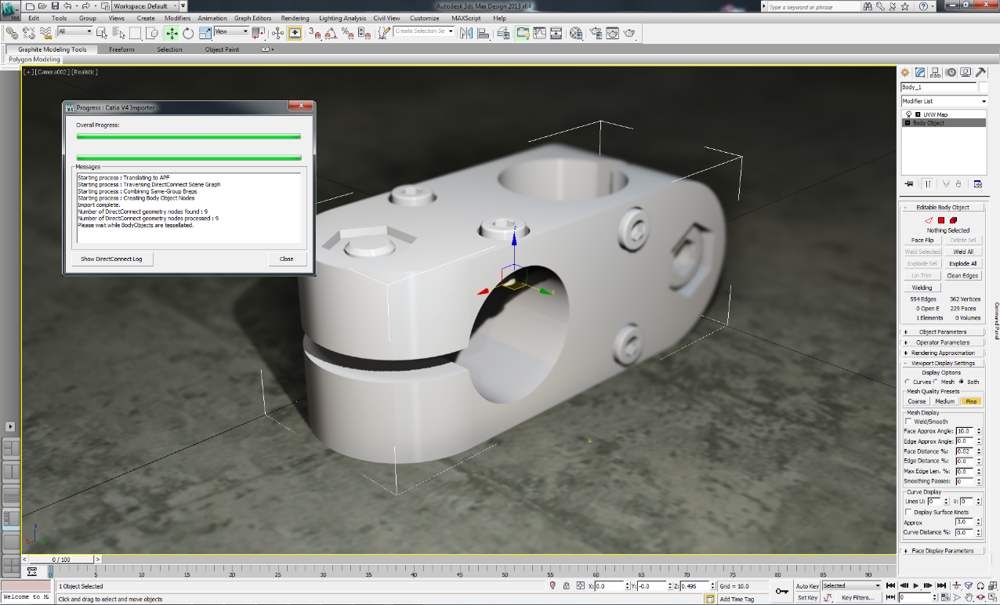 Workspace: Default
Autodesk 3ds Max Design 2013 x64
Type a keyword or phrase
3DS
Edit Tools Group Views Create Modifiers Animation Graph Editors Rendering Lighting Analysis Civil View Customize MAXScript Help
All View Create Selection Se
Graphite Modeling Tools Freeform Selection Object Paint
Polygon Modeling
[+][Camera002][Realistic]
Progress : Catia V4 Importer
Overall Progress:
Messages
Starting process : Translating to APF
Starting process : Traversing DirectConnect Scene Graph
Starting process : Combining Same-Group Breps
Starting process : Creating Body Object Nodes
Import complete.
Number of DirectConnect geometry nodes found : 9
Number of DirectConnect geometry nodes processed : 9
Please wait while BodyObjects are tessellated.
Show DirectConnect Log Close
z
y
Body_1
Modifier List
UVW Map
Body Object
- Editable Body Object
Nothing Selected
Face Flip Delete Sel
Weld Selected Weld All
Explode Sel Explode All
Un-Trim Clean Edges
Welding
554 Edges 362 Vertices
0 Open E 229 Faces
1 Elements 0 Volumes
+ Object Parameters
+ Operator Parameters
+ Rendering Approximation
- Viewport Display Settings
Display Options
Curves Mesh Both
Mesh Quality Presets
Coarse Medium Fine
Mesh Display
Weld/Smooth
Face Approx Angle: 10.0
Edge Approx Angle: 0.0
Face Distance %: 0.02
Edge Distance %: 0.0
Max Edge Len. %: 0.0
Smoothing Passes: 0
Curve Display
Lines U: 0 V: 0
Display Surface Knots
Approx 3.0
Curve Distance %: 0.0
+ Face Display Parameters
Command Panel
z
x
< 0 / 100 >
0 5 10 15 20 25 30 35 40 45 50 55 60 65 70 75 80 85 90
1 Object Selected X: 0.0 Y: -0.0 Z: 0.496 Grid = 10.0 Auto Key Selected
Welcome to M Click and drag to select and move objects Add Time Tag Set Key Key Filters... 0